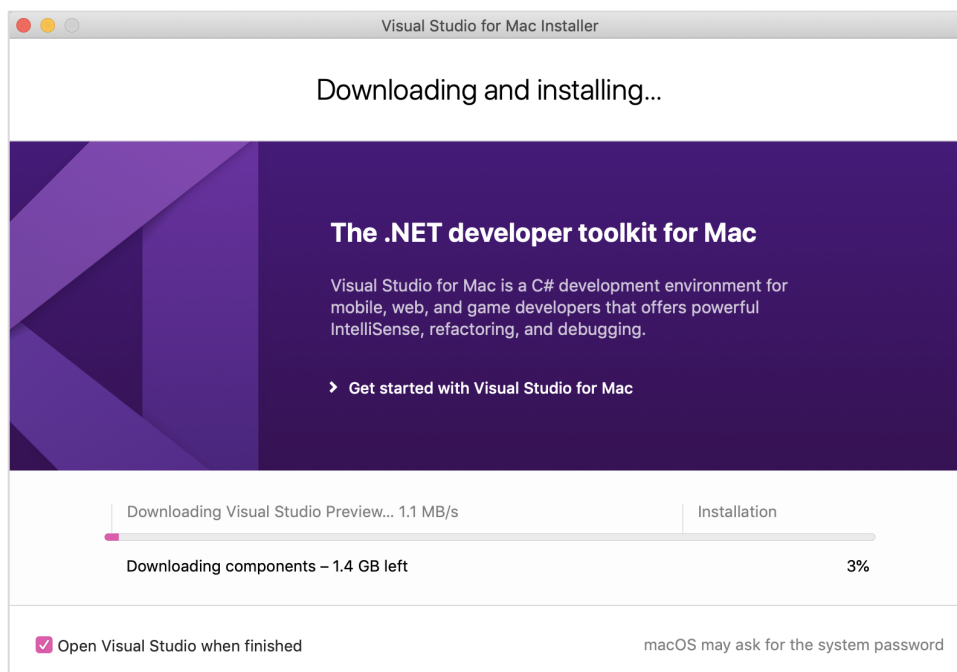 Visual Studio for Mac Installer
Downloading and installing...
The .NET developer toolkit for Mac
Visual Studio for Mac is a C# development environment for
mobile, web, and game developers that offers powerful
IntelliSense, refactoring, and debugging.
Get started with Visual Studio for Mac
Downloading Visual Studio Preview... 1.1 MB/s
Installation
Downloading components – 1.4 GB left
3%
Open Visual Studio when finished
macOS may ask for the system password